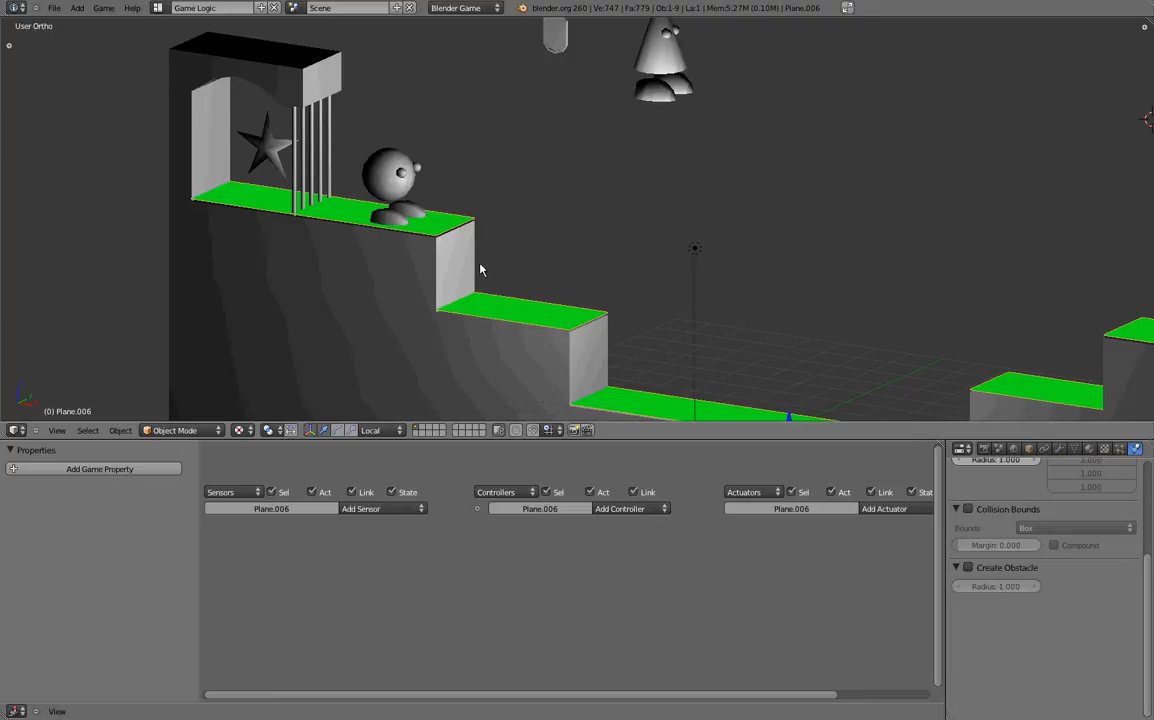 File Add Game Help Game Logic Scene Blender Game blender.org 260 | Ve:747 | Fa:779 | Ob:1-9 | La:1 | Mem:5.27M (0.10M) | Plane.006
User Ortho
(0) Plane.006
View Select Object Object Mode Local
Properties
Add Game Property
Sensors Sel Act Link State Controllers Sel Act Link Actuators Sel Act Link Stat
Plane.006 Add Sensor Plane.006 Add Controller Plane.006 Add Actuator
Radius: 1.000 1.000
1.000
1.000
Collision Bounds
Bounds: Box
Margin: 0.000 Compound
Create Obstacle
Radius: 1.000
View